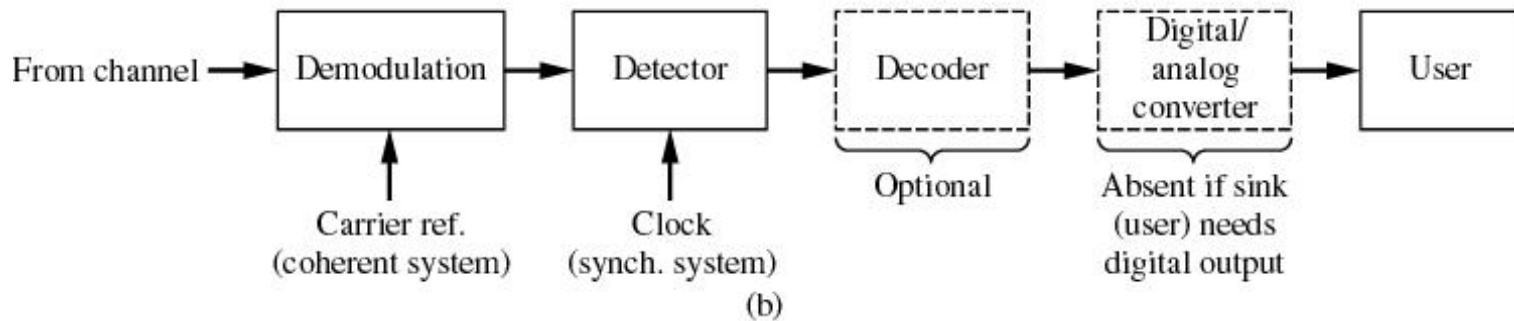 From channel
Demodulation
Detector
Decoder
Digital/
analog
converter
User
Carrier ref.
(coherent system)
Clock
(synch. system)
Optional
Absent if sink
(user) needs
digital output
(b)